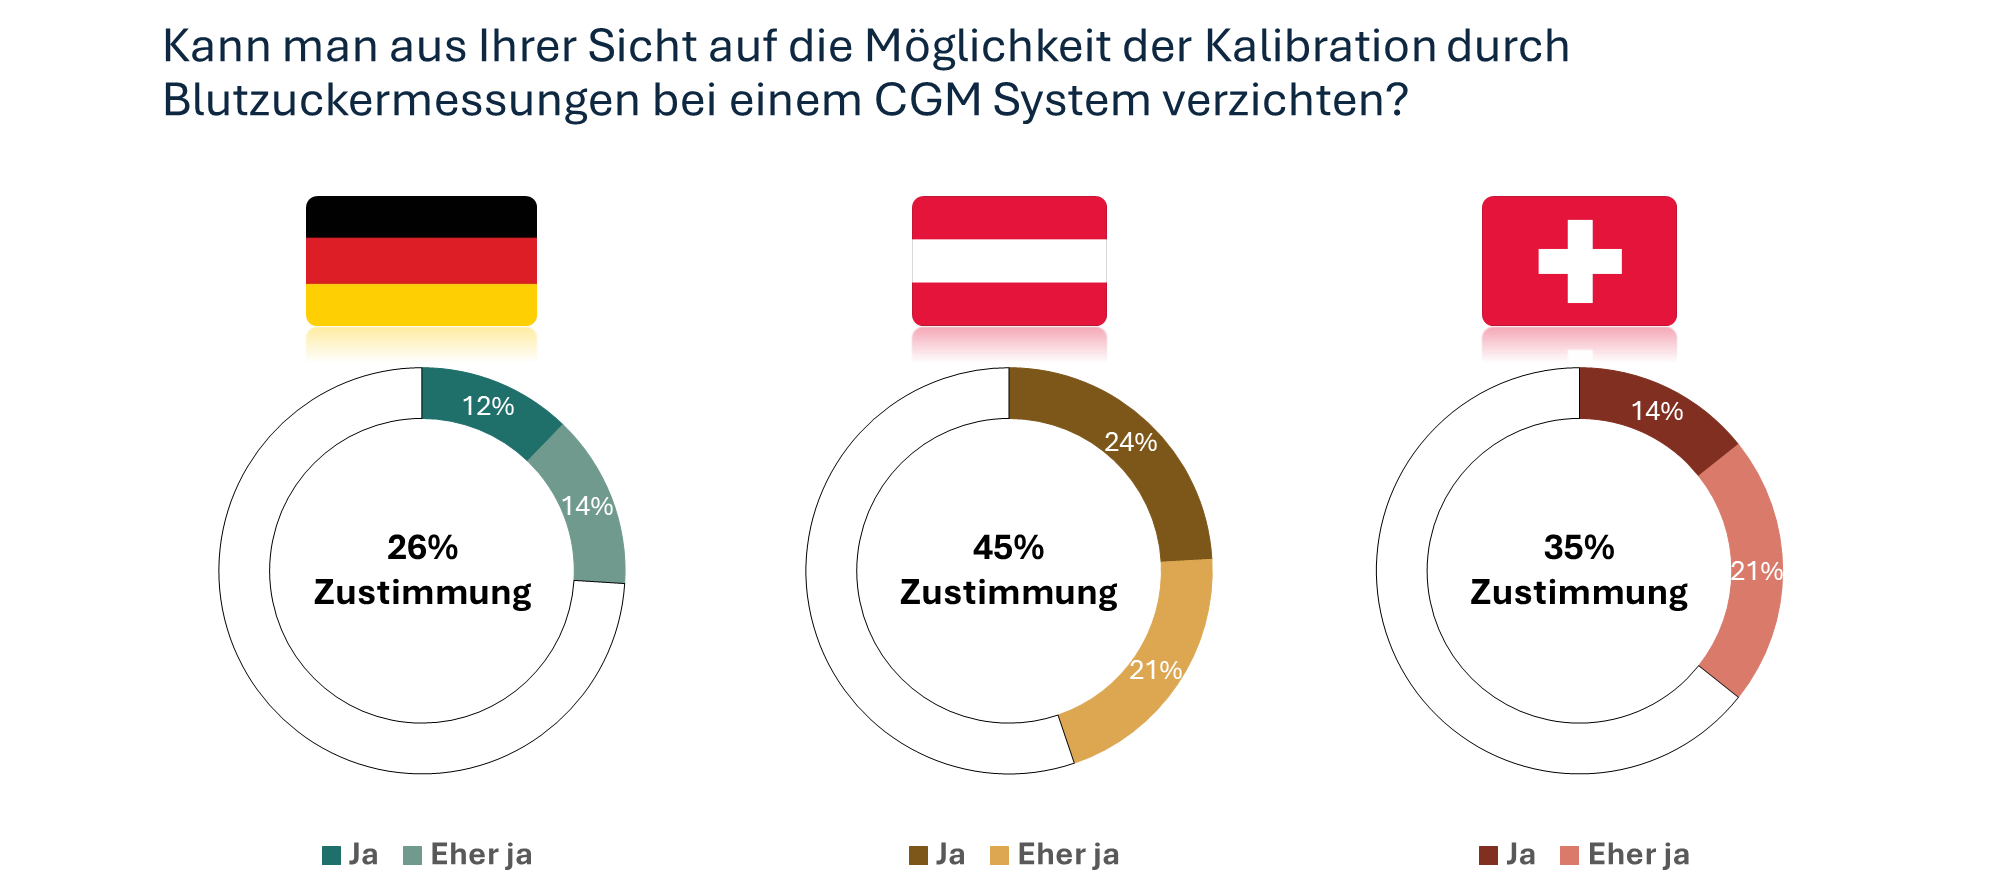 Kann man aus Ihrer Sicht auf die Möglichkeit der Kalibration durch
Blutzuckermessungen bei einem CGM System verzichten?
12%
14%
26%
Zustimmung
Ja Eher ja
24%
21%
45%
Zustimmung
Ja Eher ja
14%
21%
35%
Zustimmung
Ja Eher ja